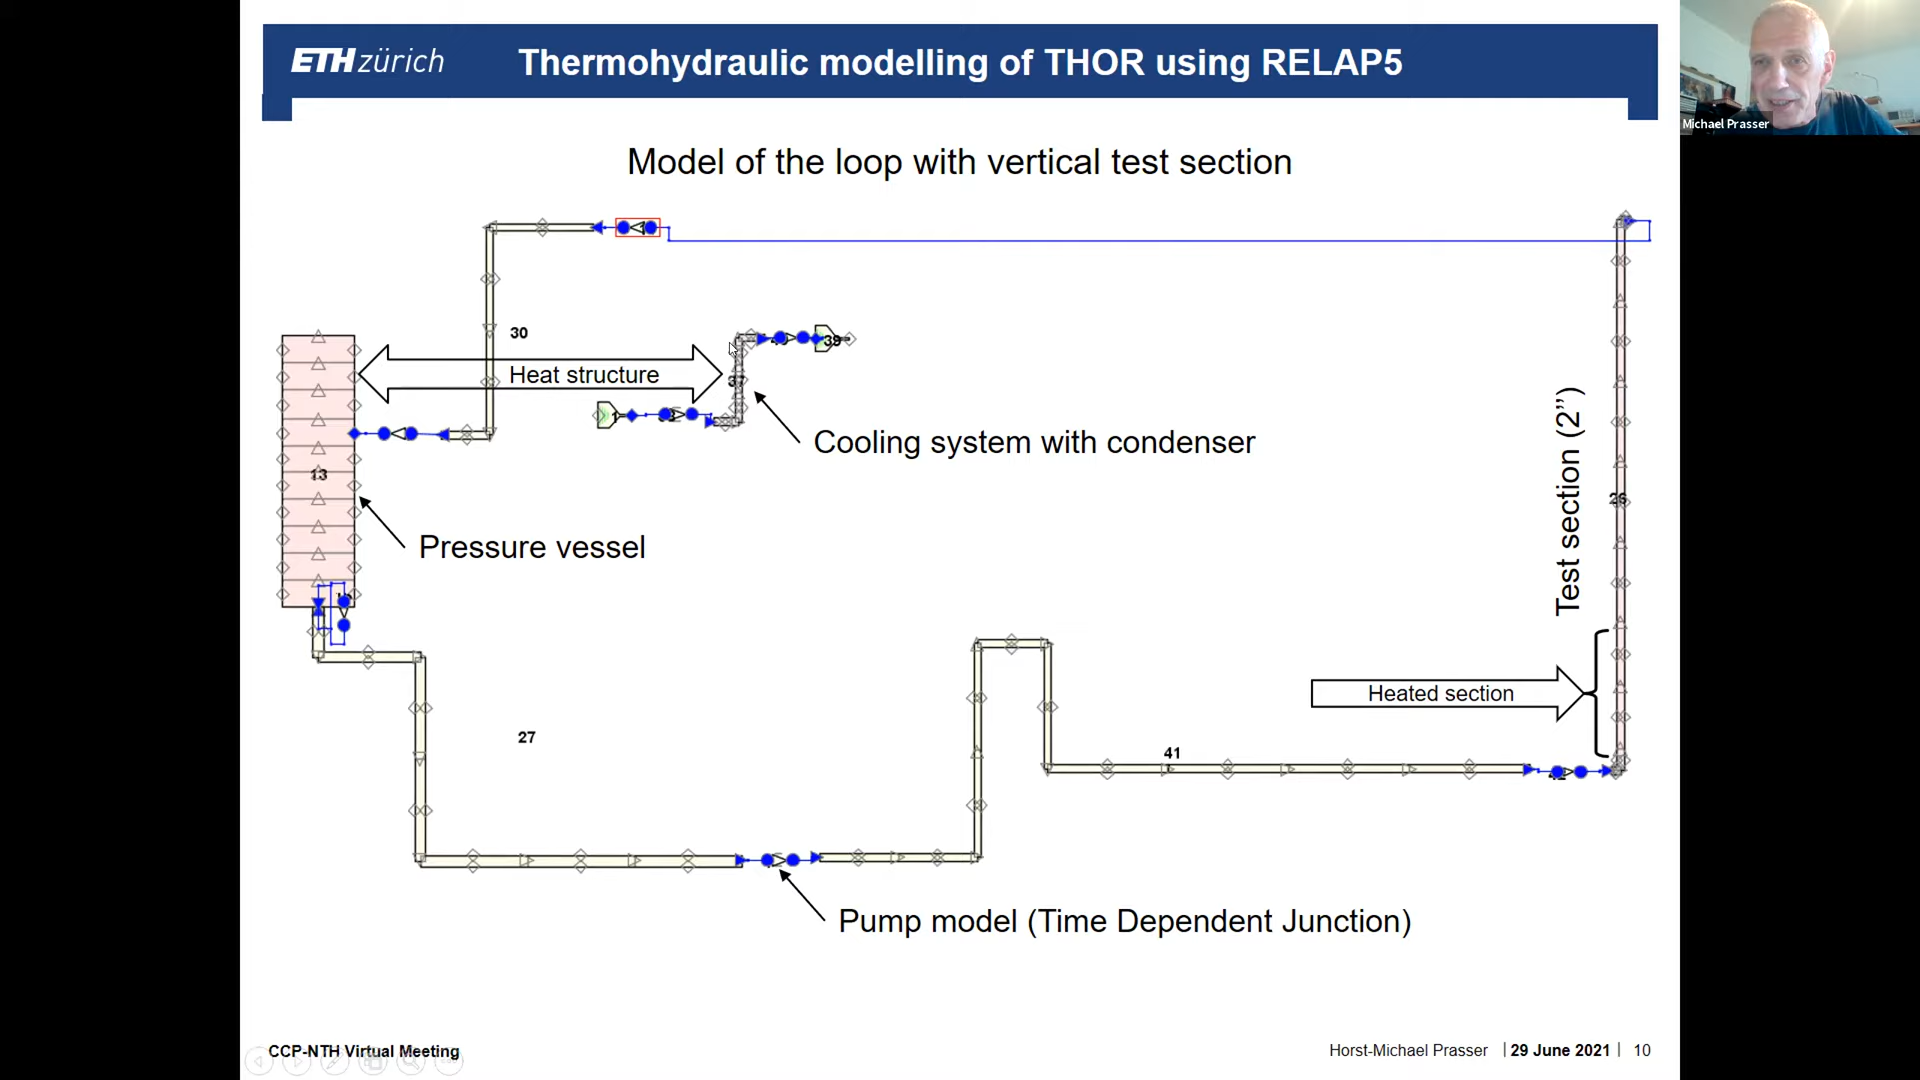 ETH zürich
Thermohydraulic modelling of THOR using RELAP5
Michael Prasser
Model of the loop with vertical test section
30
39
Heat structure
Cooling system with condenser
Test section (2”)
13
26
Pressure vessel
Heated section
27
41
Pump model (Time Dependent Junction)
CCP-NTH Virtual Meeting
Horst-Michael Prasser | 29 June 2021 | 10